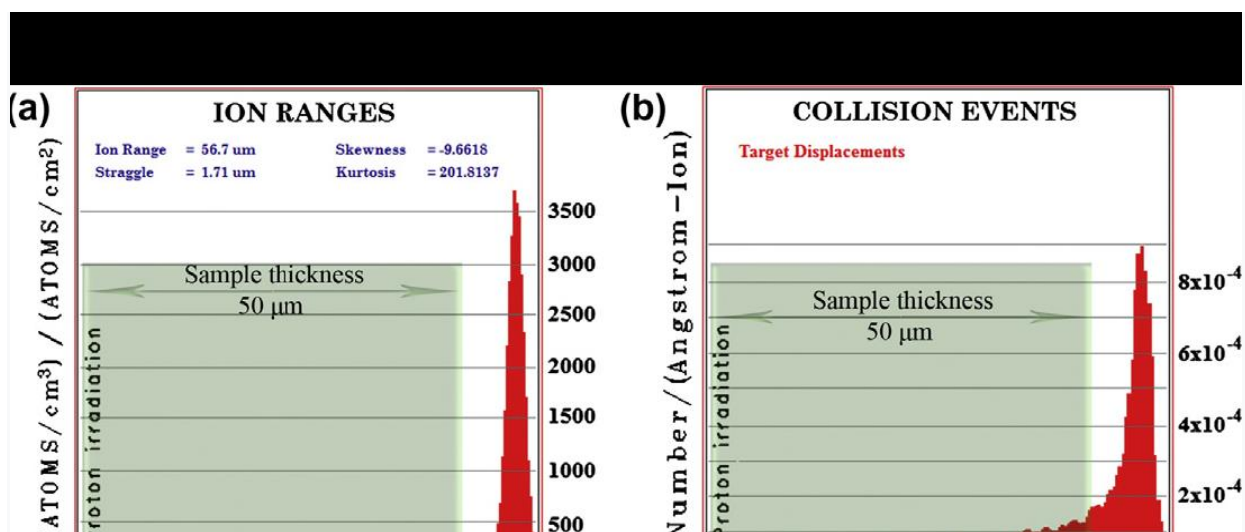 (a)
ION RANGES
Ion Range = 56.7 um Skewness = -9.6618
Straggle = 1.71 um Kurtosis = 201.8137
ATOMS/cm³) / (ATOMS/cm²)
3500
3000
2500
2000
1500
1000
500
Sample thickness
50 μm
roton irradiation
(b)
COLLISION EVENTS
Target Displacements
Number/(Angstrom-Ion)
8x10⁻⁴
6x10⁻⁴
4x10⁻⁴
2x10⁻⁴
Sample thickness
50 μm
Proton irradiation